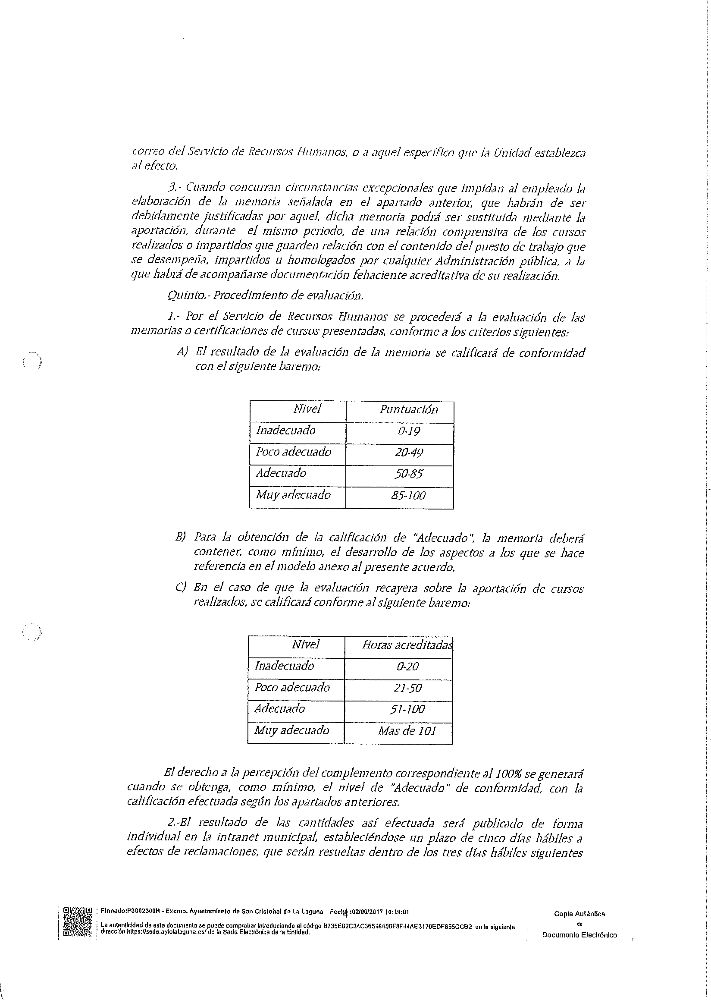 correo del Servicio de Recursos Humanos, o a aquel específico que la Unidad establezca
al efecto.
3.- Cuando concurran circunstancias excepcionales que impidan al empleado la
elaboración de la memoria señalada en el apartado anterior, que habrán de ser
debidamente justificadas por aquel, dicha memoria podrá ser sustituída mediante la
aportación, durante el mismo periodo, de una relación comprensiva de los cursos
realizados o impartidos que guarden relación con el contenido del puesto de trabajo que
se desempeña, impartidos u homologados por cualquier Administración pública, a la
que habrá de acompañarse documentación fehaciente acreditativa de su realización.
Quinto.- Procedimiento de evaluación.
1.- Por el Servicio de Recursos Humanos se procederá a la evaluación de las
memorias o certificaciones de cursos presentadas, conforme a los criterios siguientes:
A) El resultado de la evaluación de la memoria se calificará de conformidad
con el siguiente baremo:
Nivel Puntuación
Inadecuado 0-19
Poco adecuado 20-49
Adecuado 50-85
Muy adecuado 85-100
B) Para la obtención de la calificación de "Adecuado", la memoria deberá
contener, como mínimo, el desarrollo de los aspectos a los que se hace
referencia en el modelo anexo al presente acuerdo.
C) En el caso de que la evaluación recayera sobre la aportación de cursos
realizados, se calificará conforme al siguiente baremo:
Nivel Horas acreditadas
Inadecuado 0-20
Poco adecuado 21-50
Adecuado 51-100
Muy adecuado Mas de 101
El derecho a la percepción del complemento correspondiente al 100% se generará
cuando se obtenga, como mínimo, el nivel de "Adecuado" de conformidad, con la
calificación efectuada según los apartados anteriores.
2.-El resultado de las cantidades así efectuada será publicado de forma
individual en la intranet municipal, estableciéndose un plazo de cinco días hábiles a
efectos de reclamaciones, que serán resueltas dentro de los tres días hábiles siguientes
Firmado:P3802300H - Excmo. Ayuntamiento de San Cristobal de La Laguna :02/06/2017 10:19:01
La autenticidad de este documento se puede comprobar introduciendo el código en la siguiente
dirección https://sede.aytolalaguna.es/ de la Sede Electrónica de la Entidad.
Copia Auténtica
de
Documento Electrónico